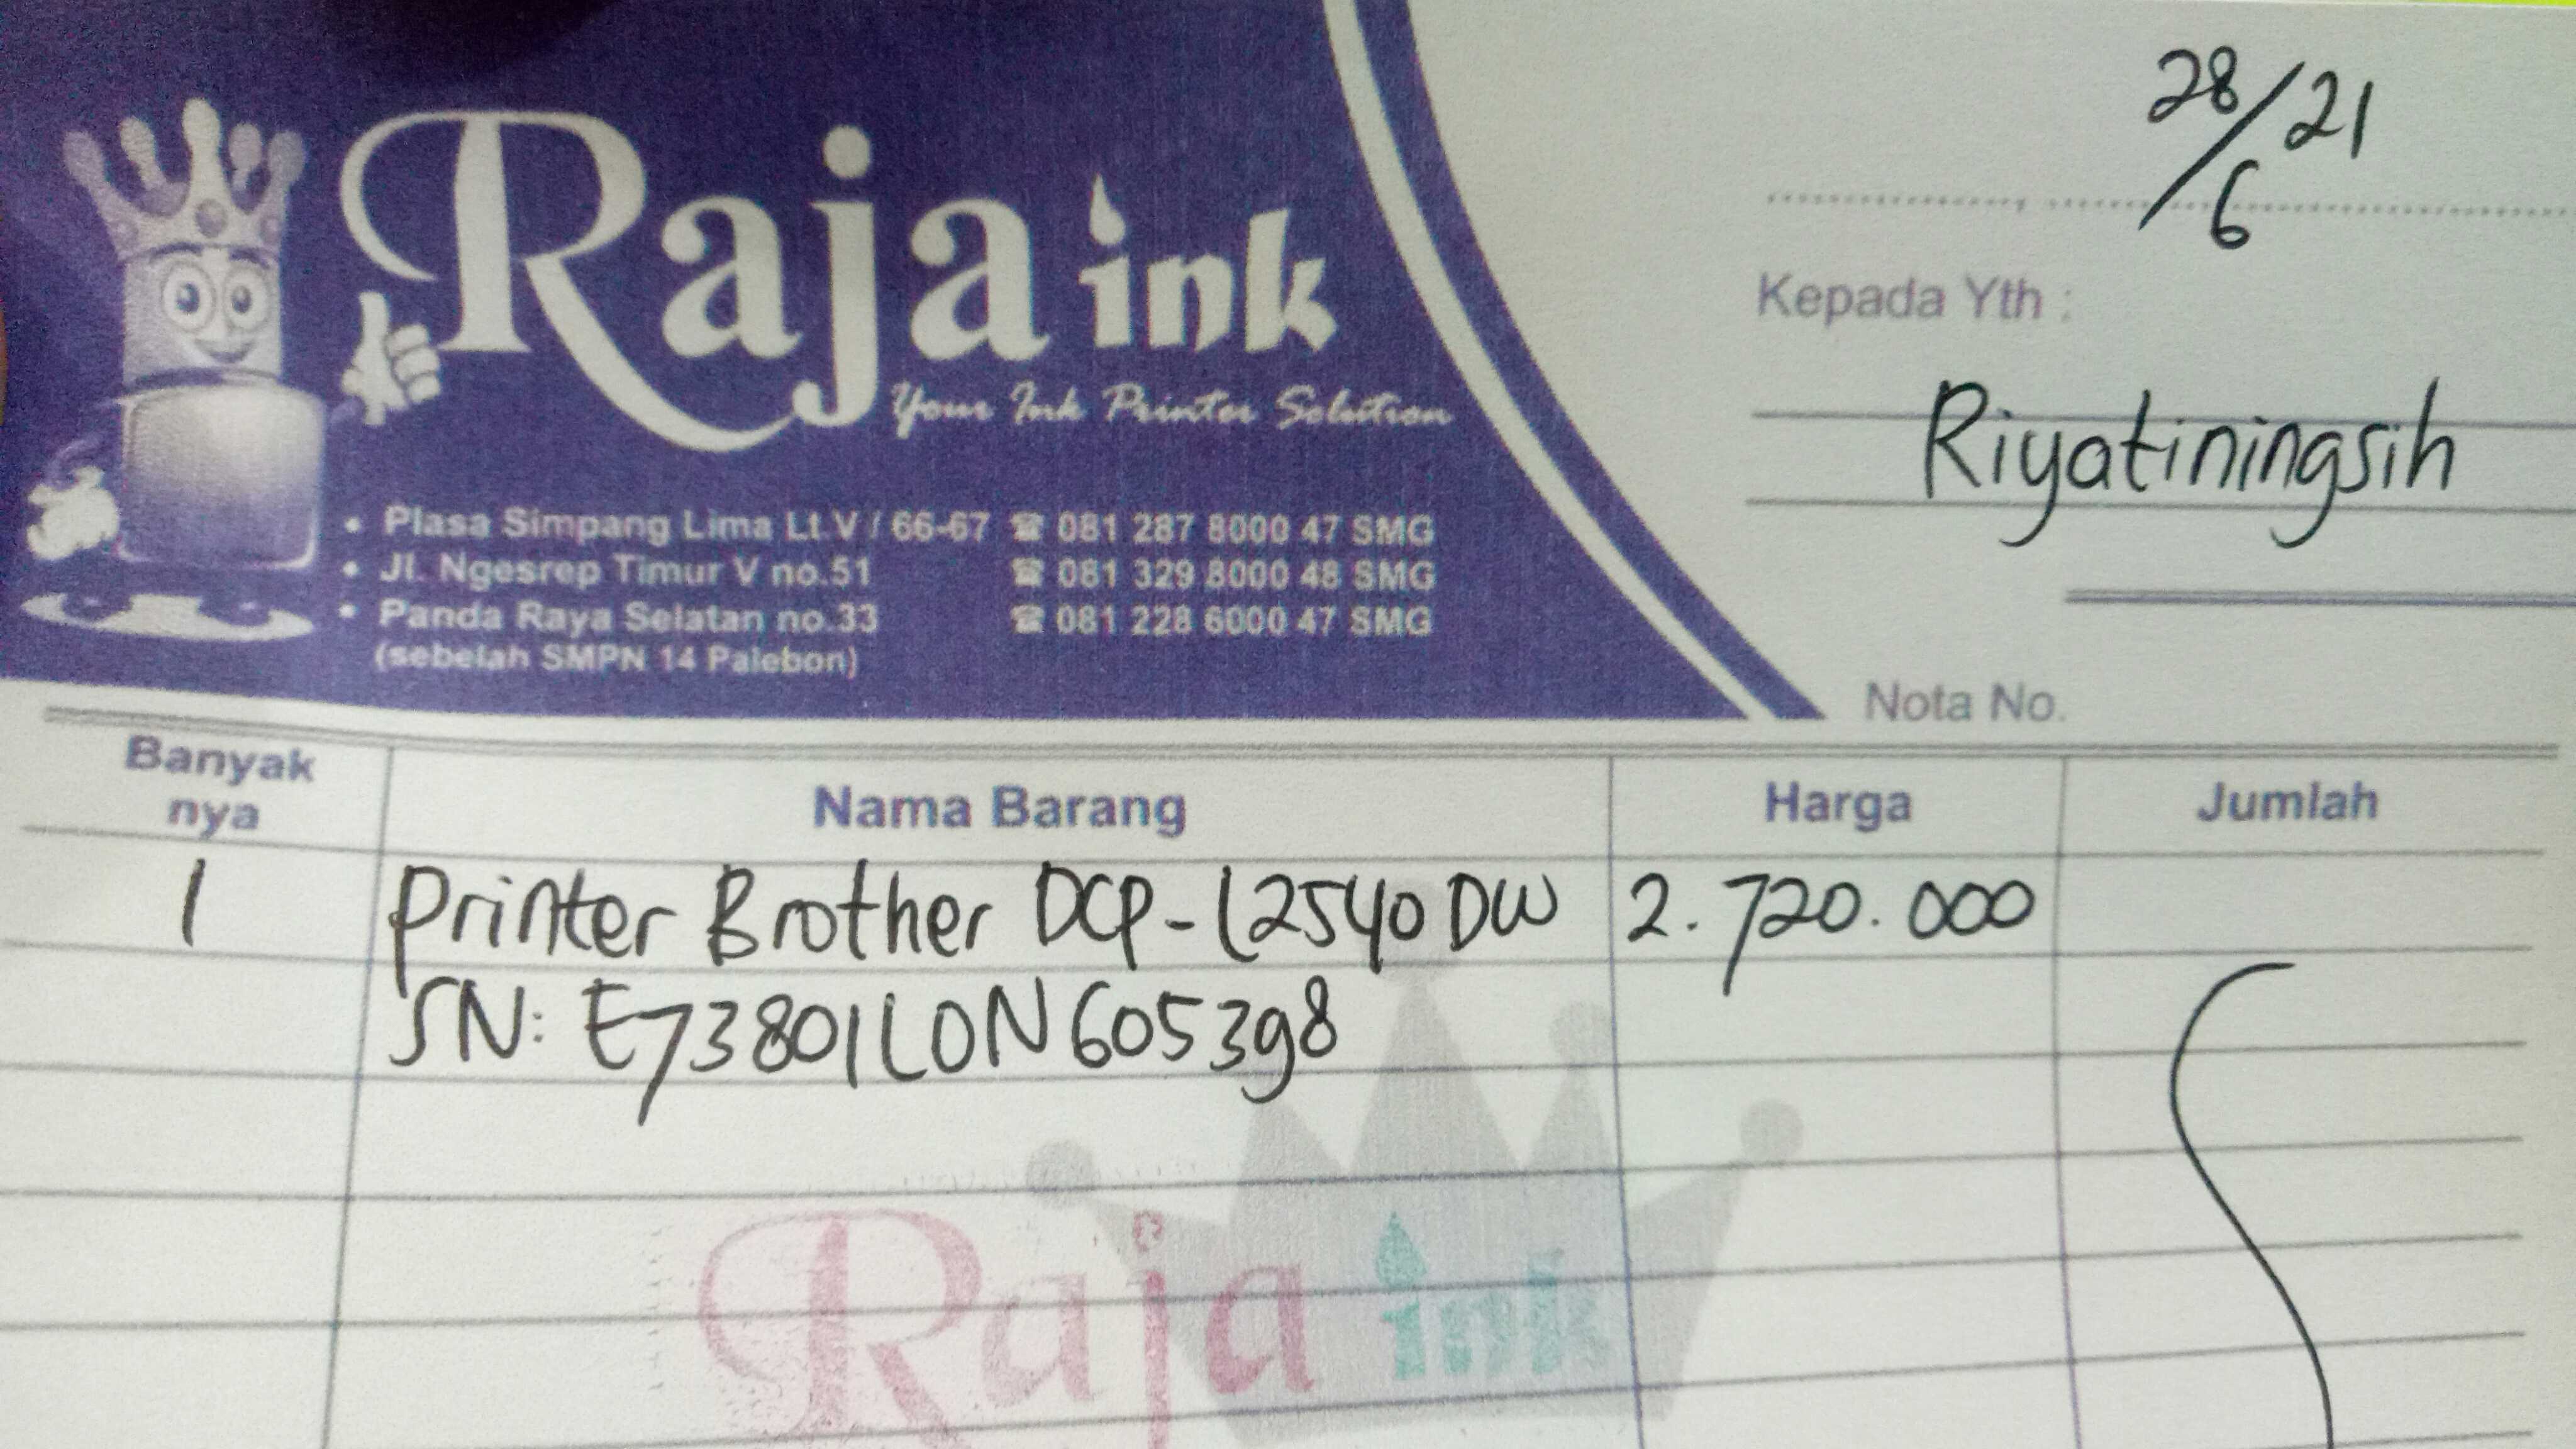 28/6 21
Raja ink
Your Ink Printer Solution
Kepada Yth :
Riyatiningsih
• Plasa Simpang Lima Lt.V / 66-67 ☎ 081 287 8000 47 SMG
• Jl. Ngesrep Timur V no.51 ☎ 081 329 8000 48 SMG
• Panda Raya Selatan no.33 ☎ 081 228 6000 47 SMG
(sebelah SMPN 14 Palebon)
Nota No.
Banyak
nya
Nama Barang Harga Jumlah
1 Printer Brother DCP-L2540DW 2.720.000
SN: E73801L0N605398
Raja ink